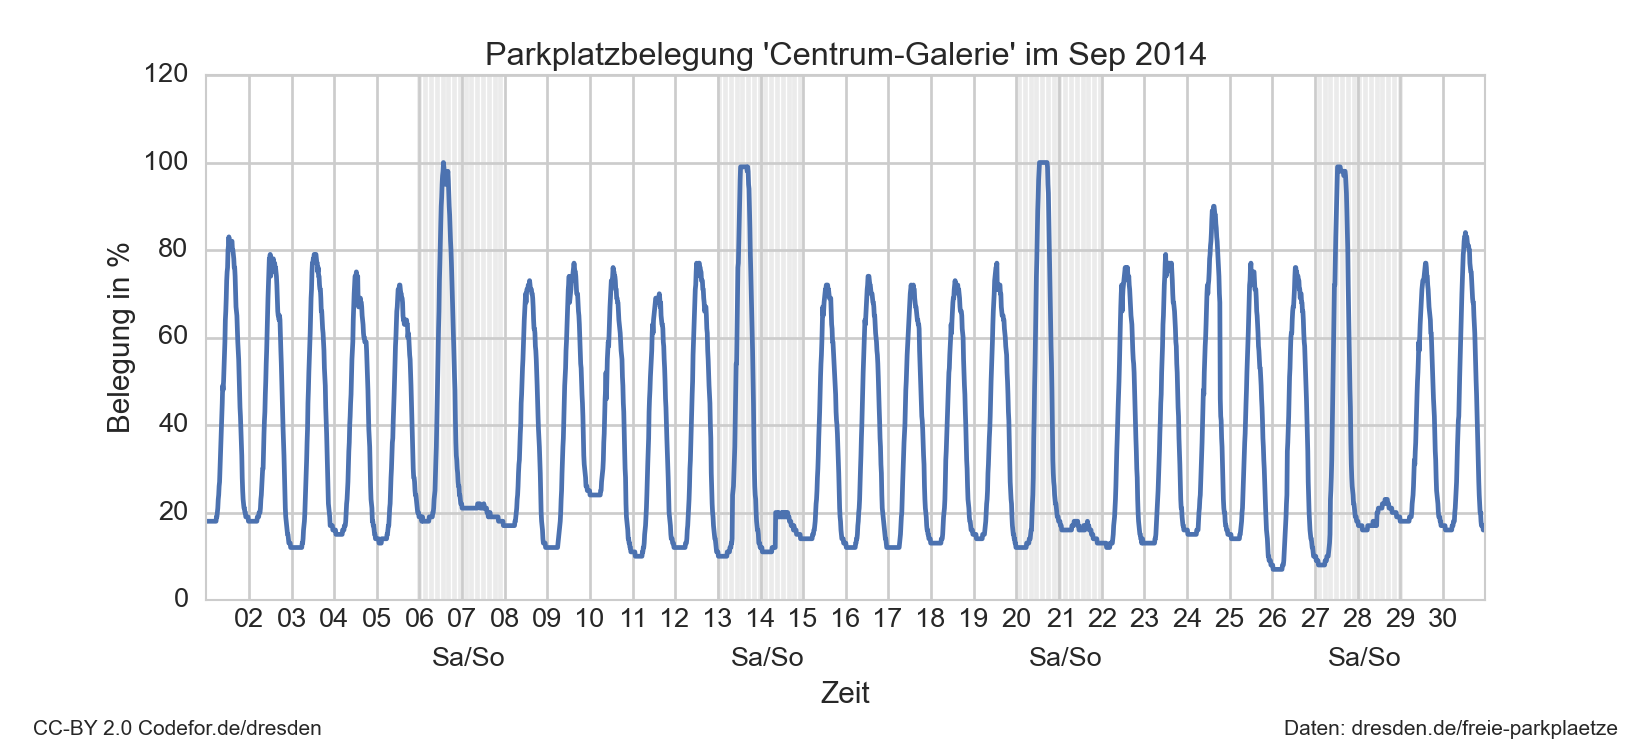 Parkplatzbelegung 'Centrum-Galerie' im Sep 2014
120
100
80
60
40
20
0
Belegung in %
02 03 04 05 06 07 08 09 10 11 12 13 14 15 16 17 18 19 20 21 22 23 24 25 26 27 28 29 30
Sa/So Sa/So Sa/So Sa/So
Zeit
CC-BY 2.0 Codefor.de/dresden
Daten: dresden.de/freie-parkplaetze